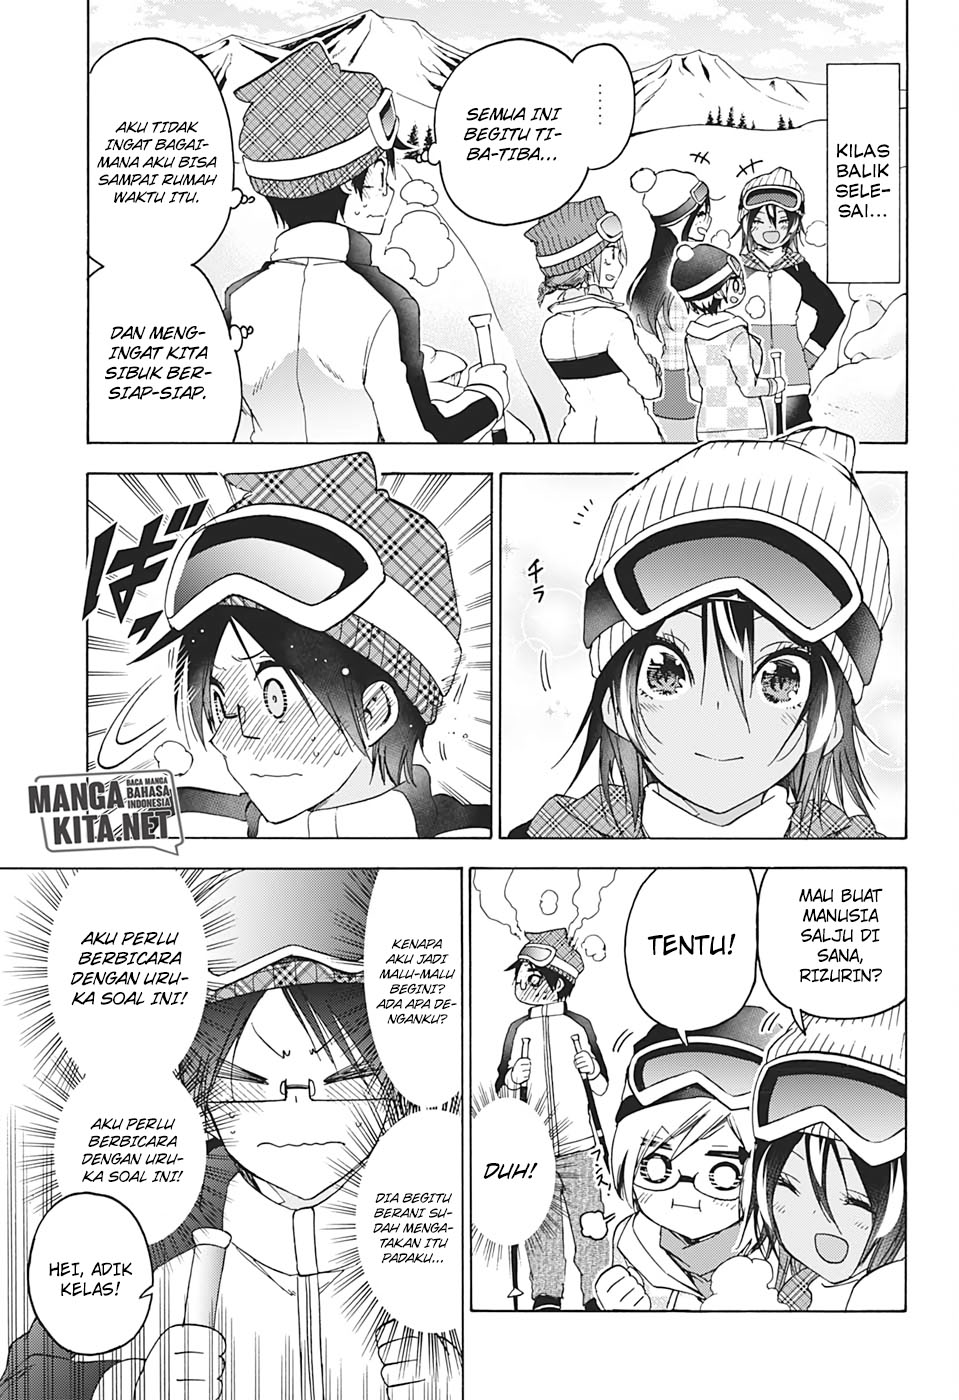 KILAS
BALIK
SELE-
SAI...
SEMUA INI
BEGITU TI-
BA-TIBA...
AKU TIDAK
INGAT BAGAI-
MANA AKU BISA
SAMPAI RUMAH
WAKTU ITU.
DAN MENG-
INGAT KITA
SIBUK BER-
SIAP-SIAP.
チラ
ば
MANGA
KITA.NET
BACA MANGA
BAHASA
INDONESIA
MAU BUAT
MANUSIA
SALJU DI
SANA,
RIZURIN?
TENTU!
DUH!
KENAPA
AKU JADI
MALU-MALU
BEGINI?
ADA APA DE-
NGANKU?
AKU PERLU
BERBICARA
DENGAN URU-
KA SOAL INI!
DIA BEGITU
BERANI SU-
DAH MENGA-
TAKAN ITU
PADAKU...
AKU PERLU
BERBICARA
DENGAN URU-
KA SOAL INI!
HEI, ADIK
KELAS!